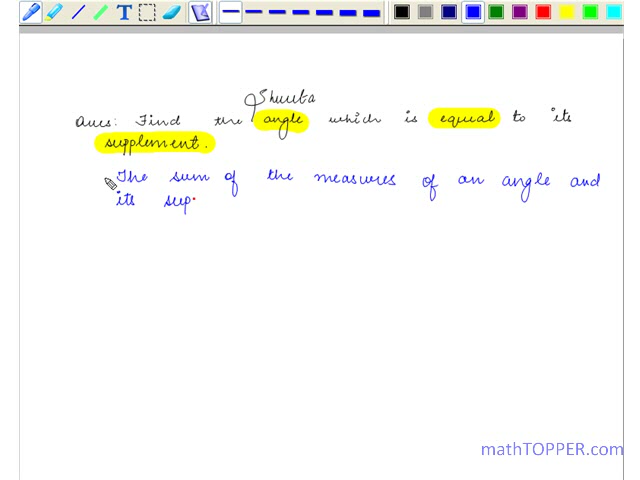 Ques: Find the angle which is equal to its
supplement.
The sum of the measures of an angle and
its sup
mathTOPPER.com